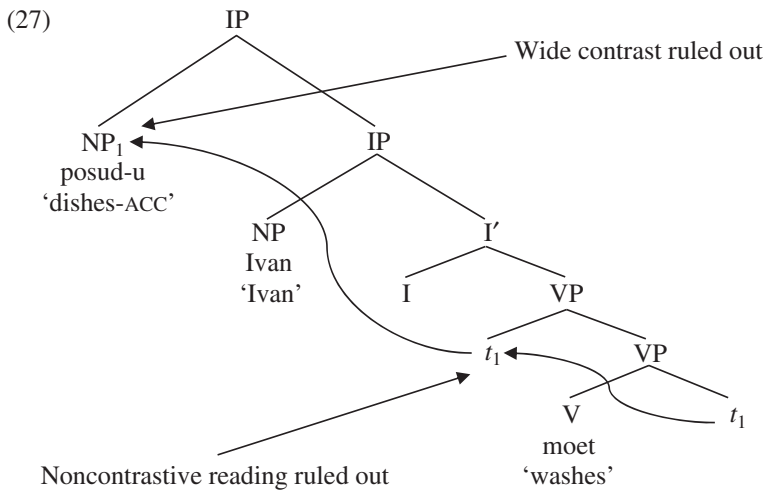 (27)
IP
Wide contrast ruled out
NP₁
IP
posud-u
‘dishes-ACC’
NP
I′
Ivan
‘Ivan’
I
VP
t₁
VP
V
t₁
moet
‘washes’
Noncontrastive reading ruled out